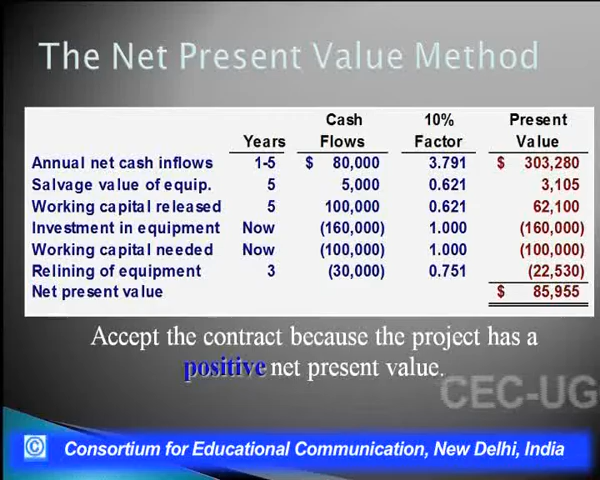 The Net Present Value Method
Cash 10% Present
Years Flows Factor Value
Annual net cash inflows 1-5 $ 80,000 3.791 $ 303,280
Salvage value of equip. 5 5,000 0.621 3,105
Working capital released 5 100,000 0.621 62,100
Investment in equipment Now (160,000) 1.000 (160,000)
Working capital needed Now (100,000) 1.000 (100,000)
Relining of equipment 3 (30,000) 0.751 (22,530)
Net present value $ 85,955
Accept the contract because the project has a
positive net present value.
CEC-UG
© Consortium for Educational Communication, New Delhi, India